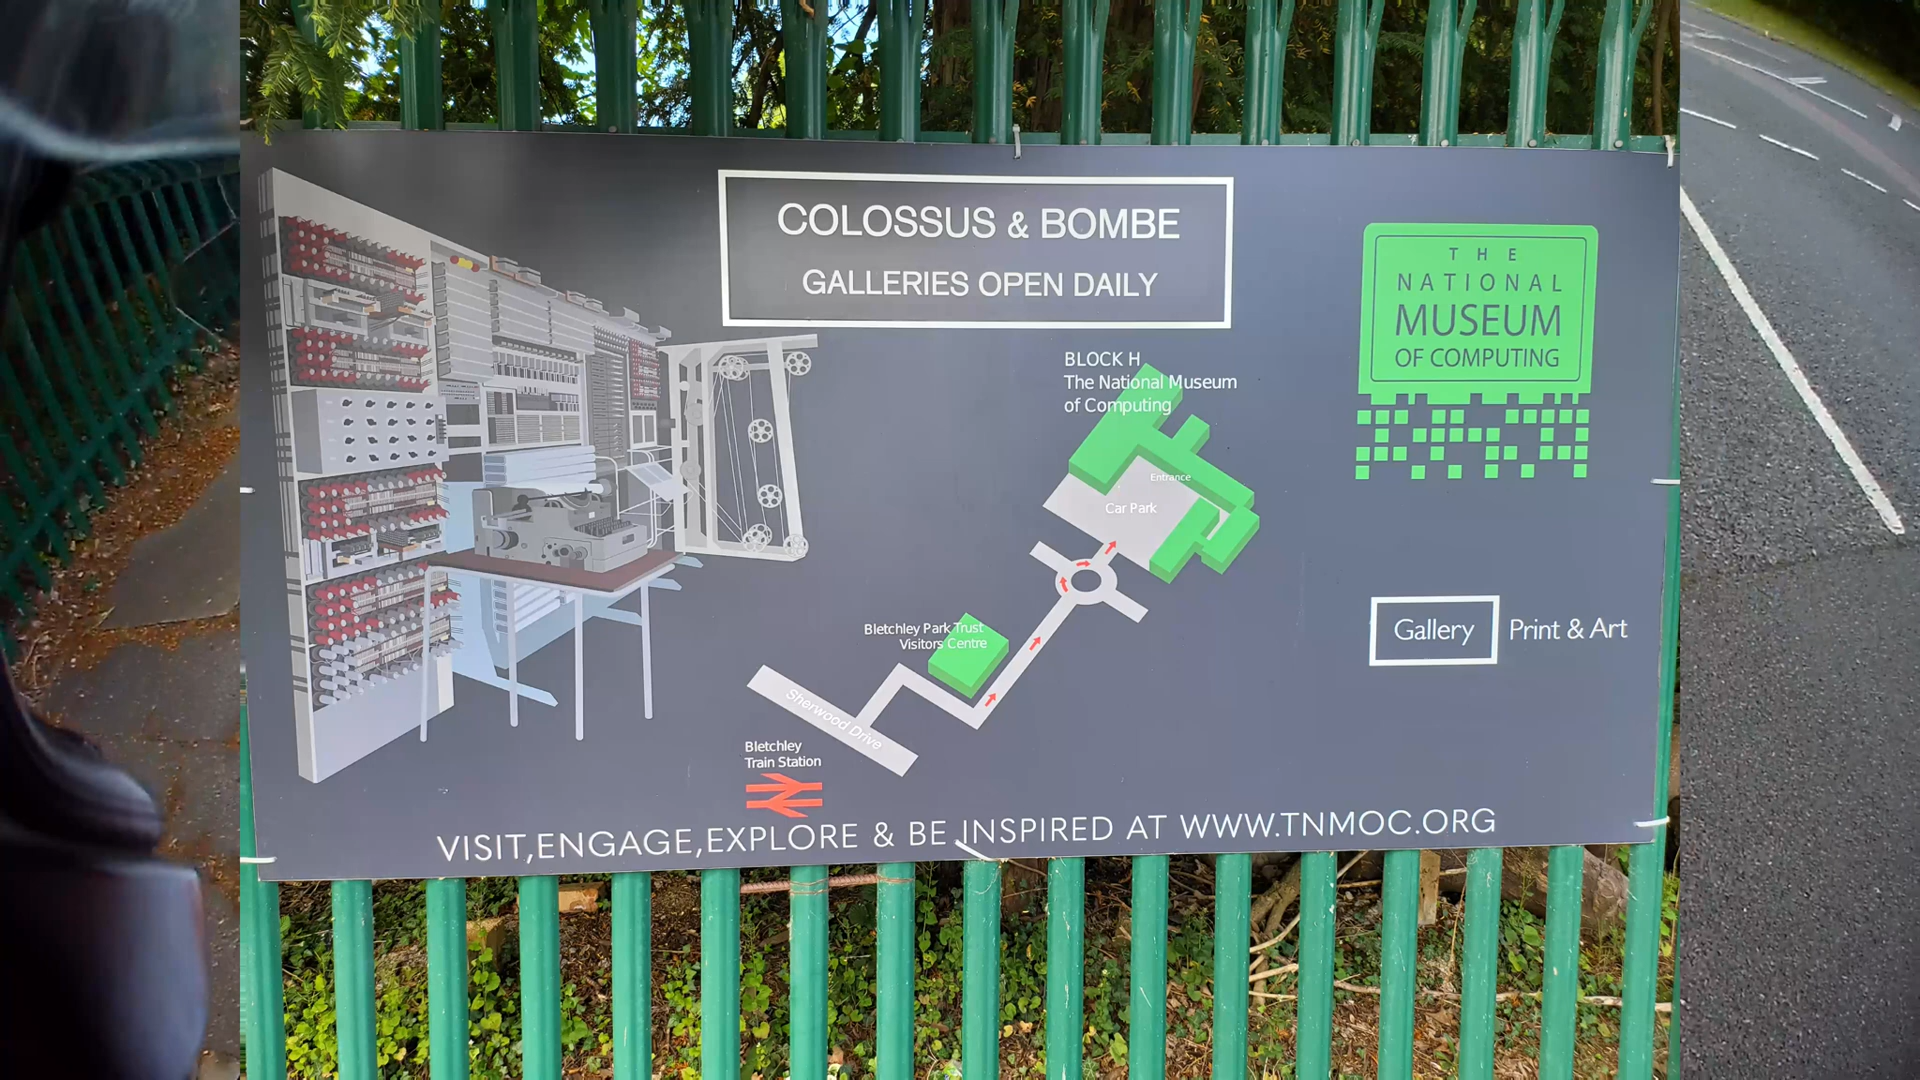 COLOSSUS & BOMBE
GALLERIES OPEN DAILY
THE
NATIONAL
MUSEUM
OF COMPUTING
BLOCK H
The National Museum
of Computing
Entrance
Car Park
Bletchley Park Trust
Visitors Centre
Sherwood Drive
Bletchley
Train Station
Gallery Print & Art
VISIT,ENGAGE,EXPLORE & BE INSPIRED AT WWW.TNMOC.ORG